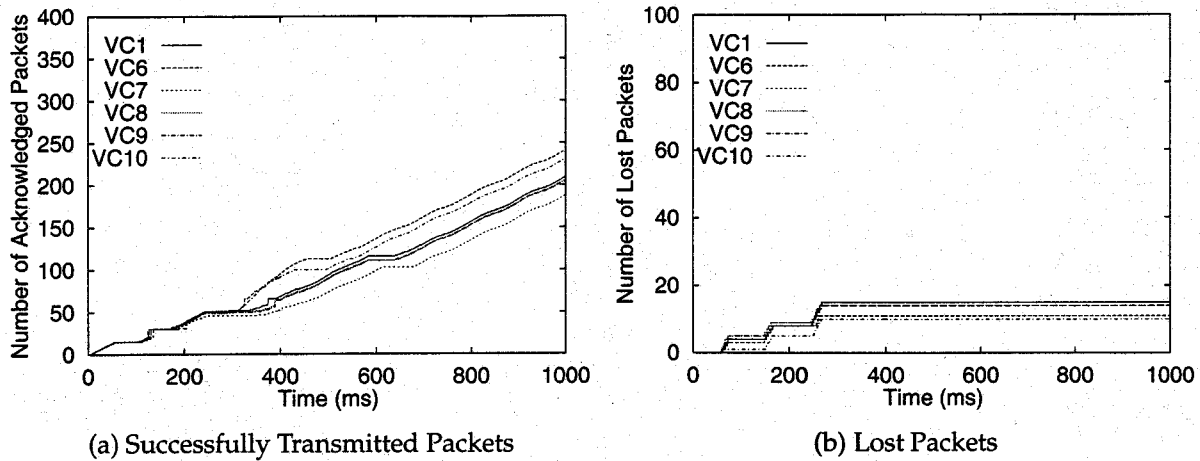 400
350
300
250
200
150
100
50
0
Number of Acknowledged Packets
VC1
VC6
VC7
VC8
VC9
VC10
0 200 400 600 800 1000
Time (ms)
(a) Successfully Transmitted Packets
100
80
60
40
20
0
Number of Lost Packets
VC1
VC6
VC7
VC8
VC9
VC10
0 200 400 600 800 1000
Time (ms)
(b) Lost Packets